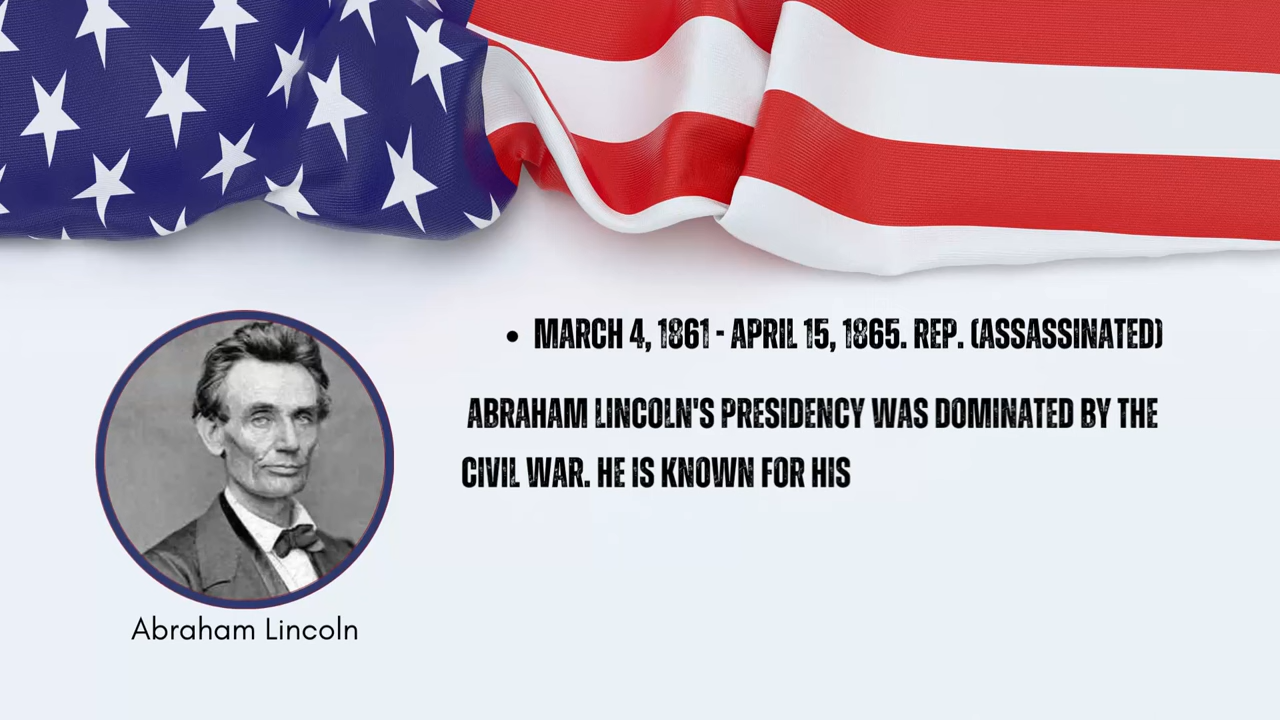 • MARCH 4, 1861 - APRIL 15, 1865. REP. (ASSASSINATED)
ABRAHAM LINCOLN'S PRESIDENCY WAS DOMINATED BY THE
CIVIL WAR. HE IS KNOWN FOR HIS
Abraham Lincoln